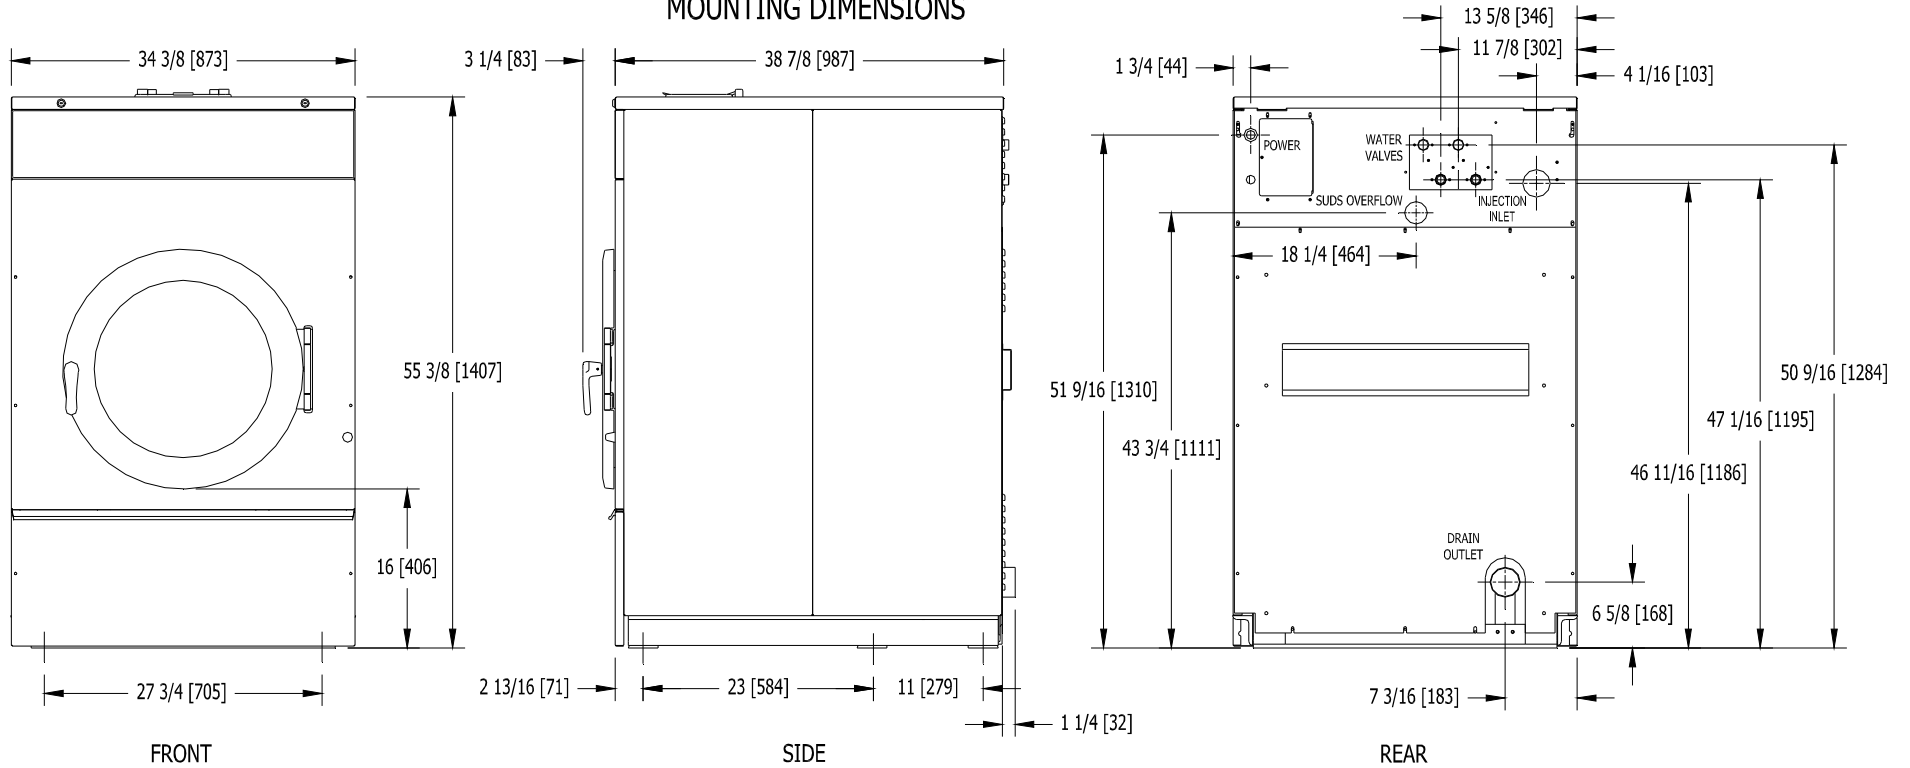 MOUNTING DIMENSIONS
34 3/8 [873]
16 [406]
55 3/8 [1407]
27 3/4 [705]
FRONT
3 1/4 [83]
38 7/8 [987]
2 13/16 [71]
23 [584]
11 [279]
1 1/4 [32]
SIDE
13 5/8 [346]
11 7/8 [302]
1 3/4 [44]
4 1/16 [103]
POWER
WATER
VALVES
SUDS OVERFLOW
INJECTION
INLET
18 1/4 [464]
51 9/16 [1310]
43 3/4 [1111]
50 9/16 [1284]
47 1/16 [1195]
46 11/16 [1186]
DRAIN
OUTLET
6 5/8 [168]
7 3/16 [183]
REAR